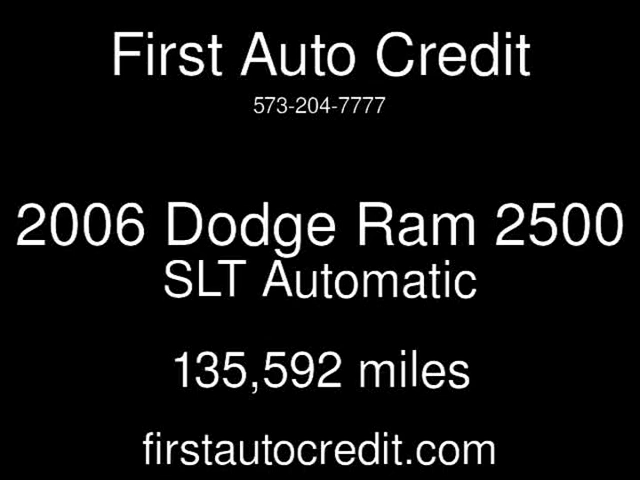 First Auto Credit
573-204-7777
2006 Dodge Ram 2500
SLT Automatic
135,592 miles
firstautocredit.com